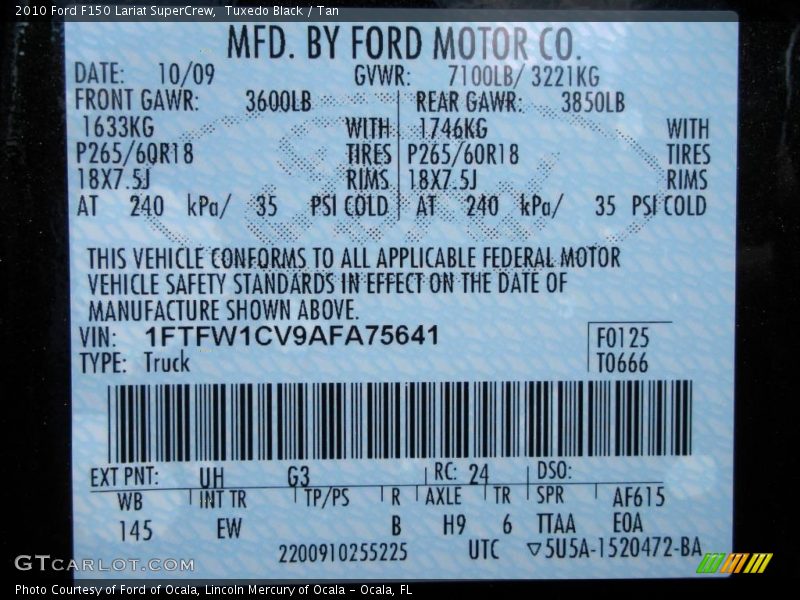 2010 Ford F150 Lariat SuperCrew,  Tuxedo Black / Tan
MFD. BY FORD MOTOR CO.
DATE: 10/09 GVWR: 7100LB/ 3221KG
FRONT GAWR: 3600LB REAR GAWR: 3850LB
1633KG WITH 1746KG WITH
P265/60R18 TIRES P265/60R18 TIRES
18X7.5J RIMS 18X7.5J RIMS
AT 240 kPa/ 35 PSI COLD AT 240 kPa/ 35 PSI COLD
THIS VEHICLE CONFORMS TO ALL APPLICABLE FEDERAL MOTOR
VEHICLE SAFETY STANDARDS IN EFFECT ON THE DATE OF
MANUFACTURE SHOWN ABOVE.
VIN: 1FTFW1CV9AFA75641 F0125
TYPE: Truck T0666
EXT PNT: UH G3 RC: 24 DSO:
WB INT TR TP/PS R AXLE TR SPR AF615
145 EW B H9 6 TTAA EOA
2200910255225 UTC ▽5U5A-1520472-BA
GTCARLOT.COM
Photo Courtesy of Ford of Ocala, Lincoln Mercury of Ocala – Ocala, FL